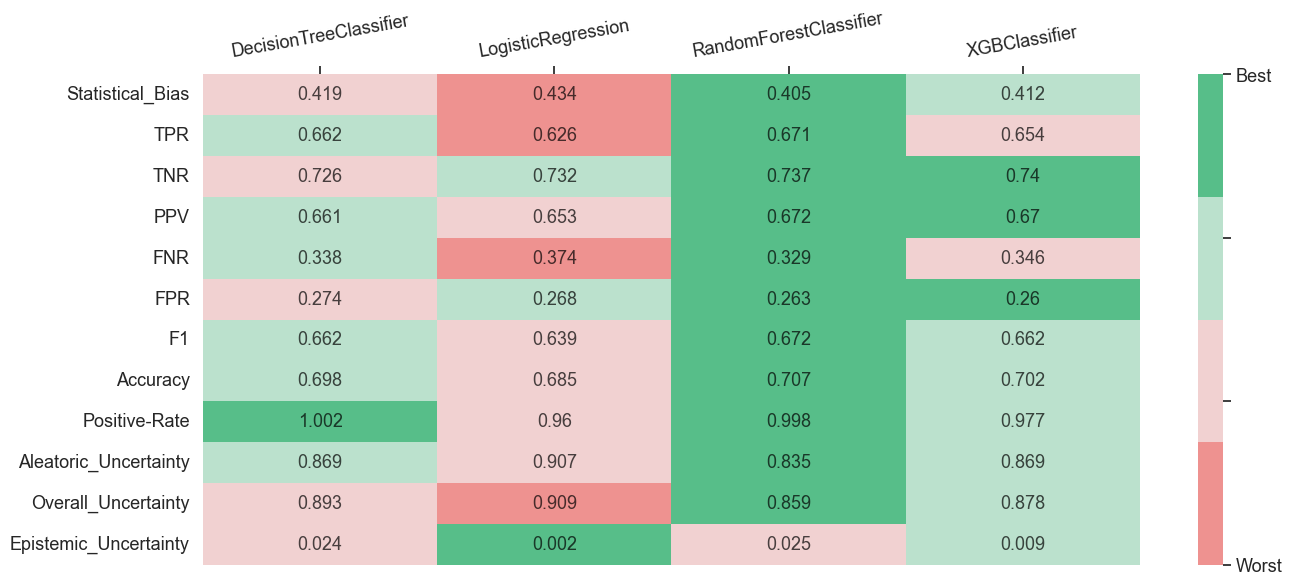 DecisionTreeClassifier LogisticRegression RandomForestClassifier XGBClassifier
Statistical_Bias 0.419 0.434 0.405 0.412 Best
TPR 0.662 0.626 0.671 0.654
TNR 0.726 0.732 0.737 0.74
PPV 0.661 0.653 0.672 0.67
FNR 0.338 0.374 0.329 0.346
FPR 0.274 0.268 0.263 0.26
F1 0.662 0.639 0.672 0.662
Accuracy 0.698 0.685 0.707 0.702
Positive-Rate 1.002 0.96 0.998 0.977
Aleatoric_Uncertainty 0.869 0.907 0.835 0.869
Overall_Uncertainty 0.893 0.909 0.859 0.878
Epistemic_Uncertainty 0.024 0.002 0.025 0.009 Worst